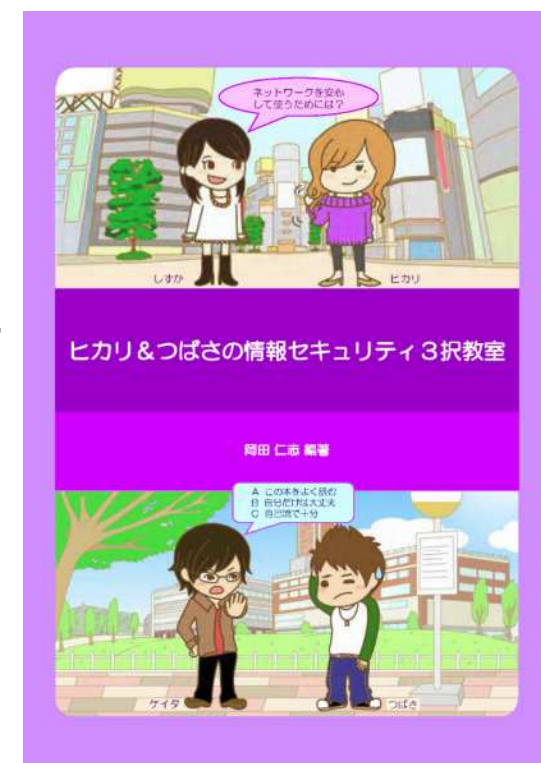 ネットワークを安心
して使うためには？
しずか
ヒカリ
ヒカリ＆つばさの情報セキュリティ３択教室
岡田 仁志 編著
A この本をよく読む
B 自分だけは大丈夫
C 自己流で十分
ケイタ
つばさ